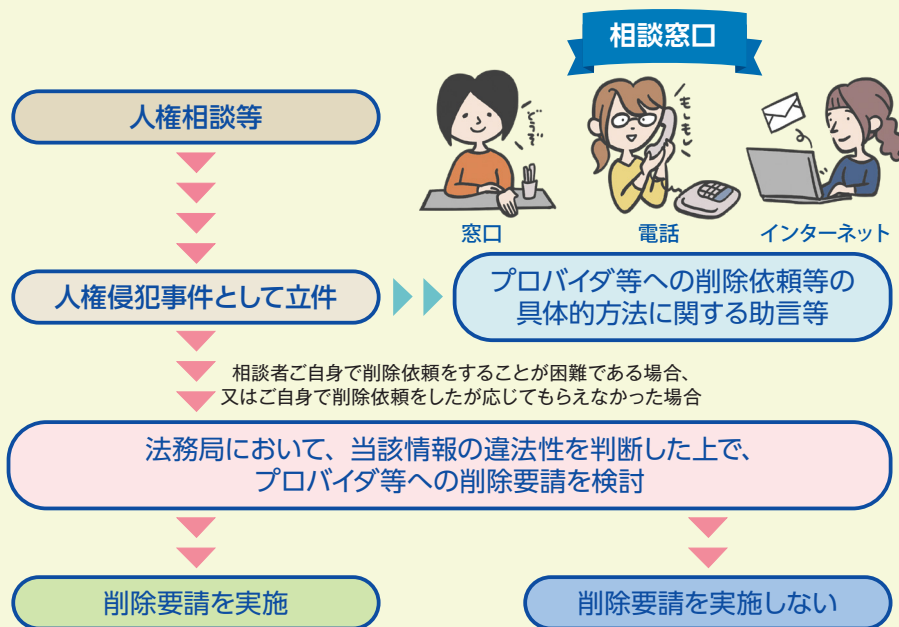 相談窓口
人権相談等
どうぞ
もしもし
窓口
電話
インターネット
人権侵犯事件として立件
プロバイダ等への削除依頼等の
具体的方法に関する助言等
相談者ご自身で削除依頼をすることが困難である場合、
又はご自身で削除依頼をしたが応じてもらえなかった場合
法務局において、当該情報の違法性を判断した上で、
プロバイダ等への削除要請を検討
削除要請を実施
削除要請を実施しない